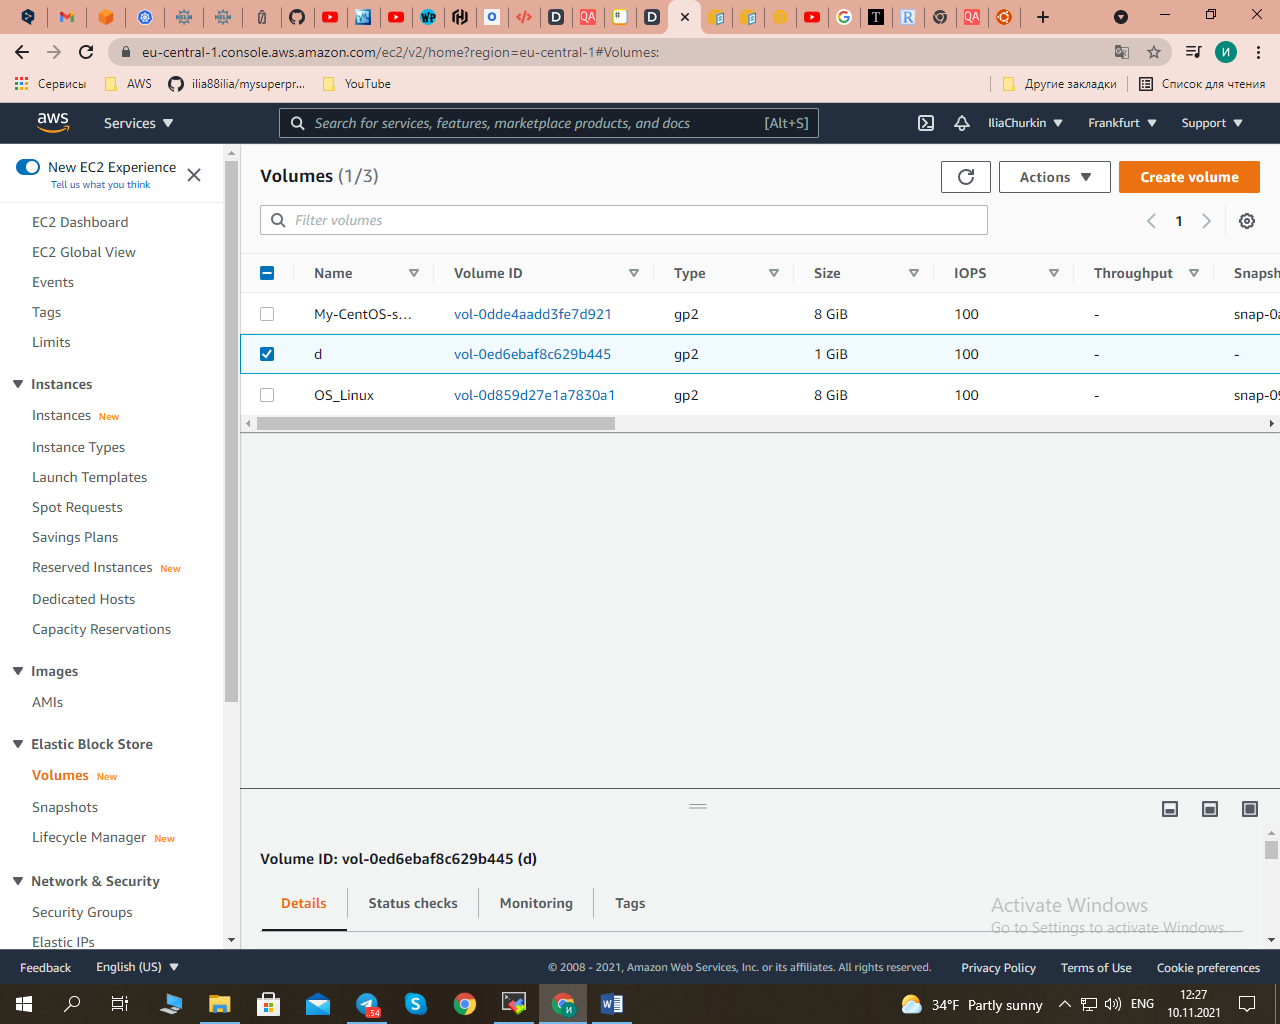 eu-central-1.console.aws.amazon.com/ec2/v2/home?region=eu-central-1#Volumes:
Сервисы AWS ilia88ilia/mysuperpr... YouTube Другие закладки Список для чтения
aws Services Search for services, features, marketplace products, and docs [Alt+S] IliaChurkin Frankfurt Support
New EC2 Experience
Tell us what you think
EC2 Dashboard
EC2 Global View
Events
Tags
Limits
Instances
Instances New
Instance Types
Launch Templates
Spot Requests
Savings Plans
Reserved Instances New
Dedicated Hosts
Capacity Reservations
Images
AMIs
Elastic Block Store
Volumes New
Snapshots
Lifecycle Manager New
Network & Security
Security Groups
Elastic IPs
Volumes (1/3)
Actions
Create volume
Filter volumes
1
Name Volume ID Type Size IOPS Throughput Snapsh
My-CentOS-s... vol-0dde4aadd3fe7d921 gp2 8 GiB 100 - snap-0a
d vol-0ed6ebaf8c629b445 gp2 1 GiB 100 - -
OS_Linux vol-0d859d27e1a7830a1 gp2 8 GiB 100 - snap-09
Volume ID: vol-0ed6ebaf8c629b445 (d)
Details Status checks Monitoring Tags
Activate Windows
Go to Settings to activate Windows.
Feedback English (US) © 2008 - 2021, Amazon Web Services, Inc. or its affiliates. All rights reserved. Privacy Policy Terms of Use Cookie preferences
34°F Partly sunny ENG 12:27
10.11.2021